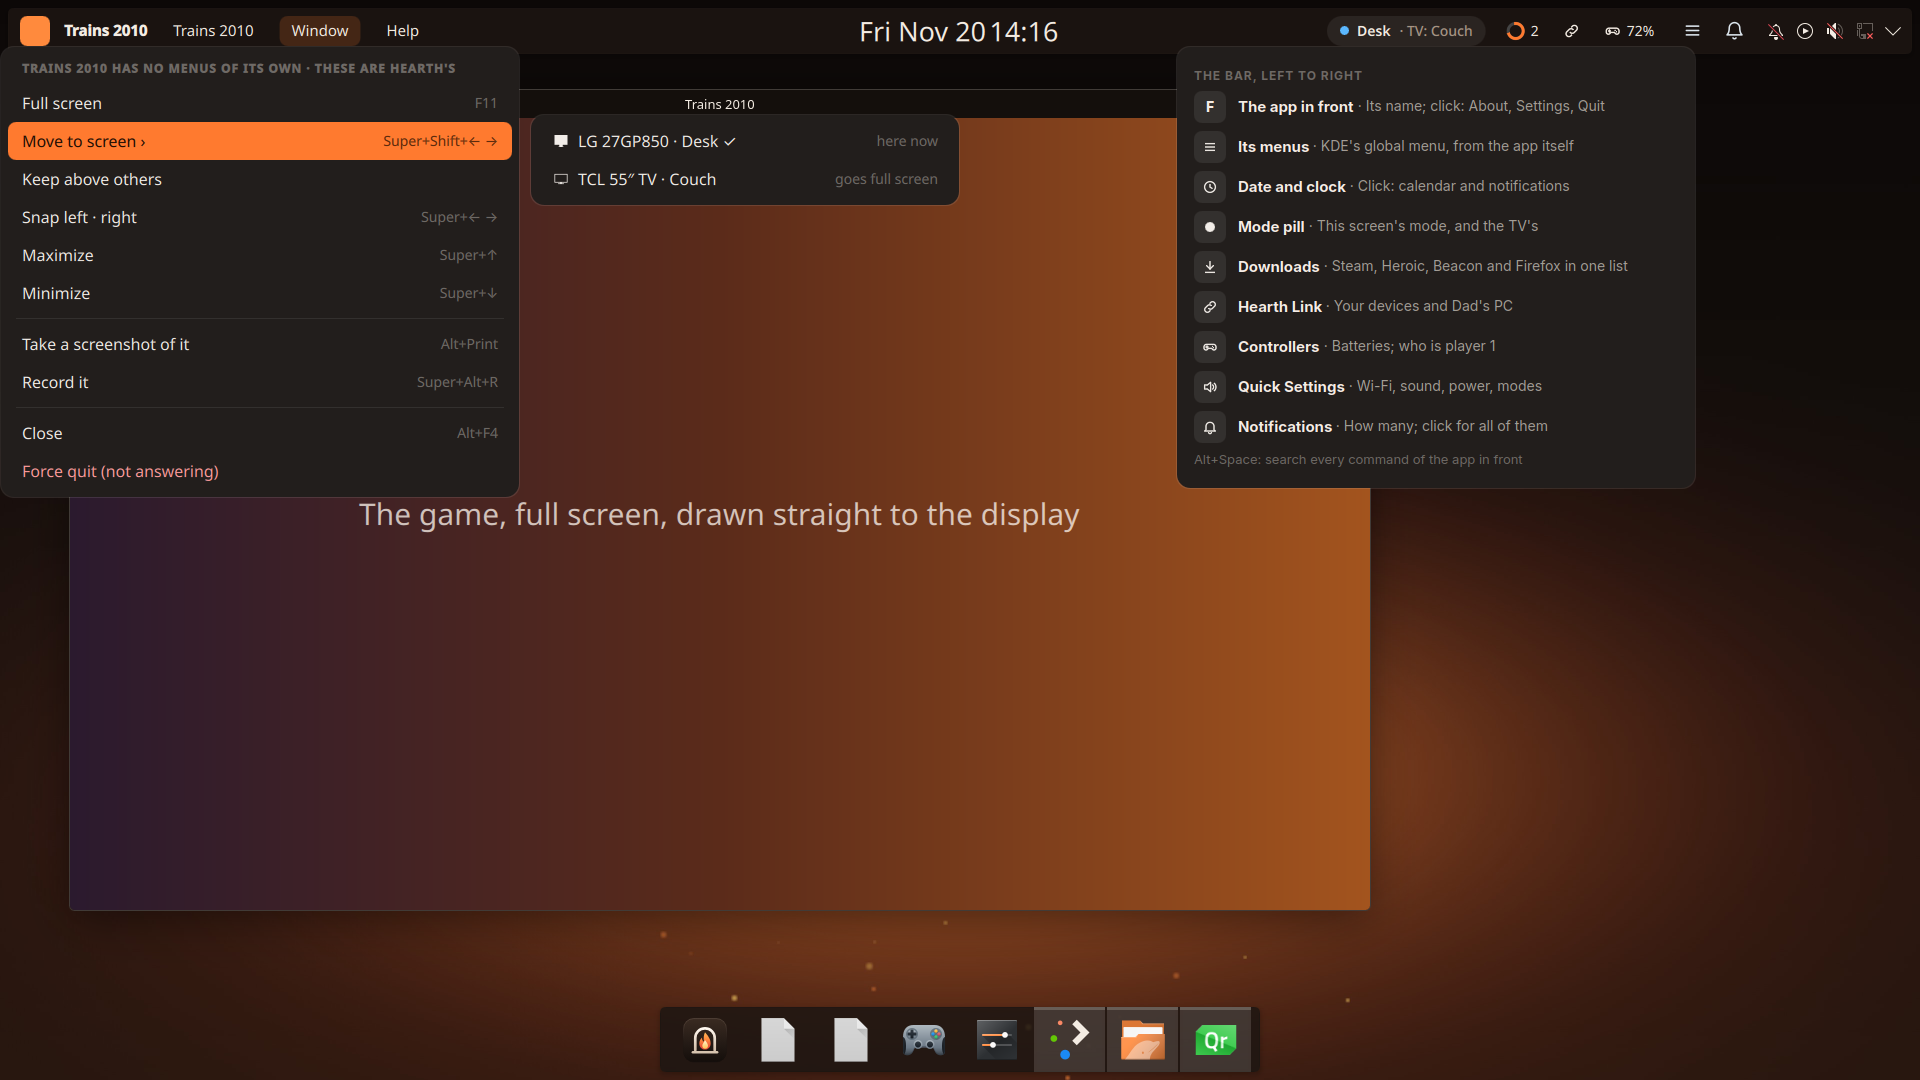 Trains 2010 Trains 2010 Window Help Fri Nov 20 14:16 Desk · TV: Couch 2 72%
TRAINS 2010 HAS NO MENUS OF ITS OWN · THESE ARE HEARTH'S
Full screen F11
Move to screen › Super+Shift+← →
Keep above others
Snap left · right Super+← →
Maximize Super+↑
Minimize Super+↓
Take a screenshot of it Alt+Print
Record it Super+Alt+R
Close Alt+F4
Force quit (not answering)
Trains 2010
LG 27GP850 · Desk ✓ here now
TCL 55″ TV · Couch goes full screen
THE BAR, LEFT TO RIGHT
F The app in front · Its name; click: About, Settings, Quit
Its menus · KDE's global menu, from the app itself
Date and clock · Click: calendar and notifications
Mode pill · This screen's mode, and the TV's
Downloads · Steam, Heroic, Beacon and Firefox in one list
Hearth Link · Your devices and Dad's PC
Controllers · Batteries; who is player 1
Quick Settings · Wi-Fi, sound, power, modes
Notifications · How many; click for all of them
Alt+Space: search every command of the app in front
The game, full screen, drawn straight to the display
Qr